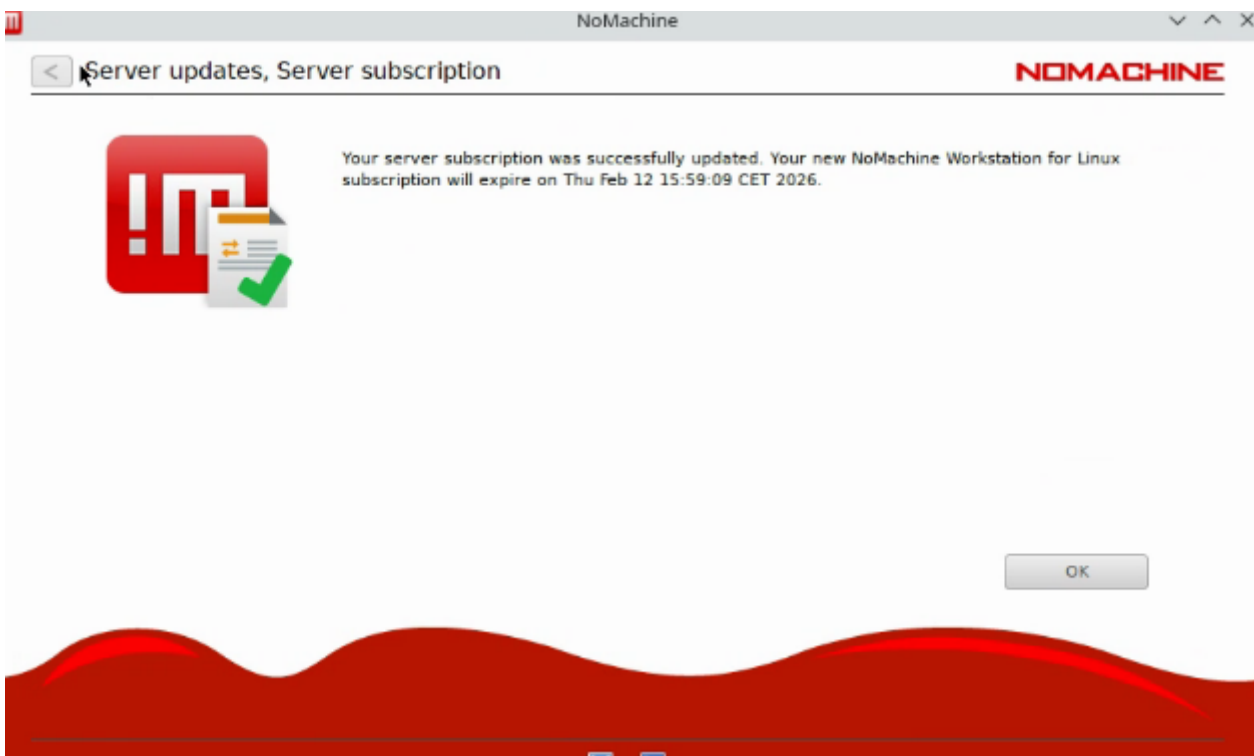 NoMachine
< Server updates, Server subscription
NOMACHINE
!M
Your server subscription was successfully updated. Your new NoMachine Workstation for Linux
subscription will expire on Thu Feb 12 15:59:09 CET 2026.
OK